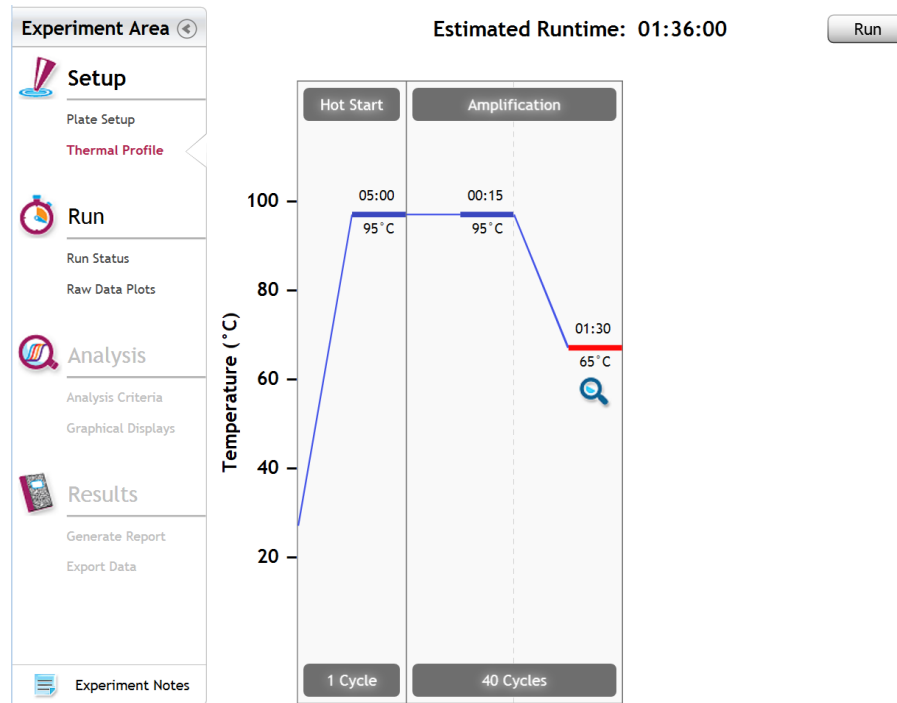 Experiment Area
Estimated Runtime: 01:36:00
Run
Setup
Plate Setup
Thermal Profile
Run
Run Status
Raw Data Plots
Analysis
Analysis Criteria
Graphical Displays
Results
Generate Report
Export Data
Experiment Notes
Hot Start
Amplification
Temperature (°C)
100
80
60
40
20
05:00
95°C
00:15
95°C
01:30
65°C
1 Cycle
40 Cycles